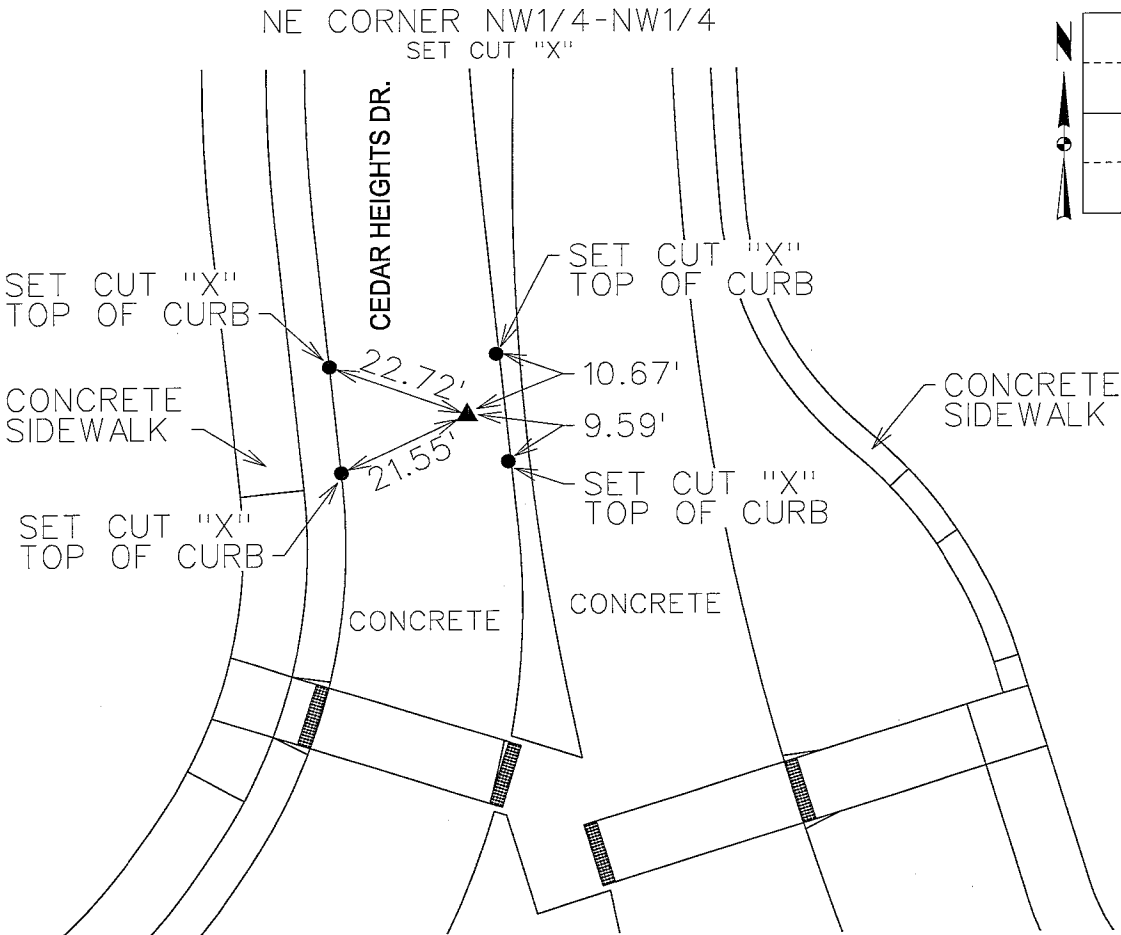 NE CORNER NW1/4-NW1/4
SET CUT "X"
N
CEDAR HEIGHTS DR.
SET CUT "X"
TOP OF CURB
SET CUT "X"
TOP OF CURB
22.72'
10.67'
CONCRETE
SIDEWALK
CONCRETE
SIDEWALK
9.59'
21.55'
SET CUT "X"
TOP OF CURB
SET CUT "X"
TOP OF CURB
CONCRETE
CONCRETE